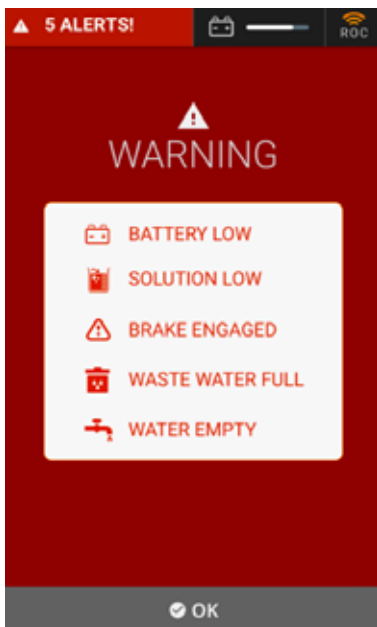 5 ALERTS!
ROC
WARNING
BATTERY LOW
SOLUTION LOW
BRAKE ENGAGED
WASTE WATER FULL
WATER EMPTY
OK